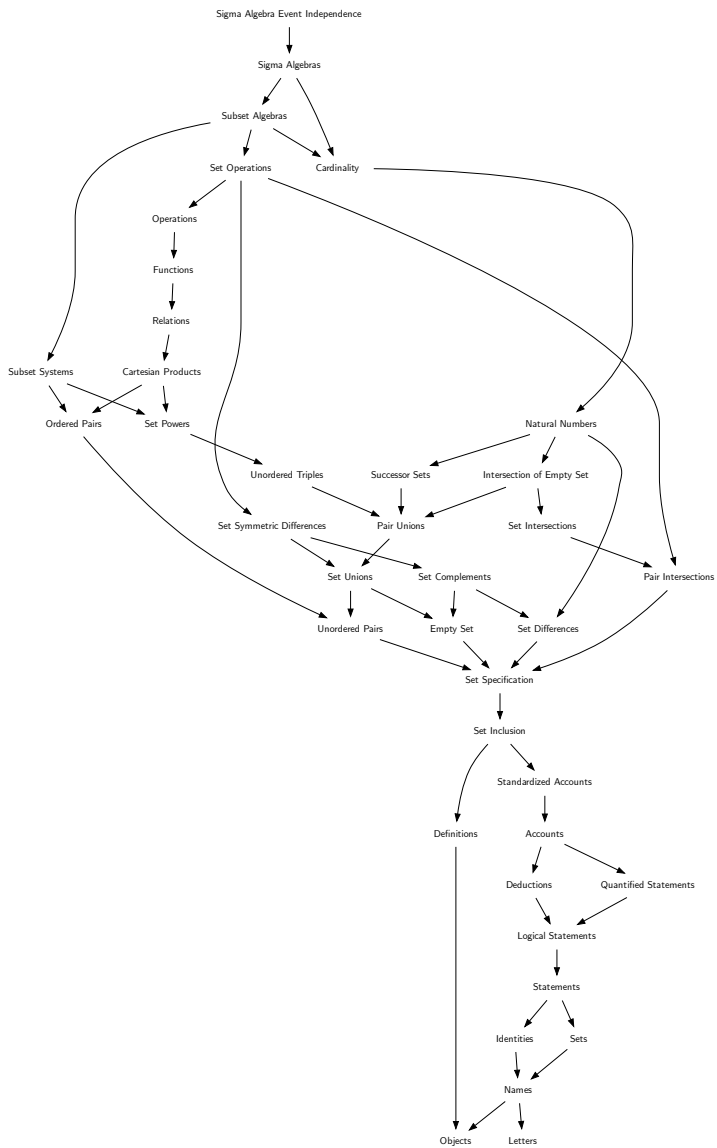 Sigma Algebra Event Independence
Sigma Algebras
Subset Algebras
Set Operations
Cardinality
Operations
Functions
Relations
Subset Systems
Cartesian Products
Ordered Pairs
Set Powers
Natural Numbers
Unordered Triples
Successor Sets
Intersection of Empty Set
Set Symmetric Differences
Pair Unions
Set Intersections
Set Unions
Set Complements
Pair Intersections
Unordered Pairs
Empty Set
Set Differences
Set Specification
Set Inclusion
Standardized Accounts
Definitions
Accounts
Deductions
Quantified Statements
Logical Statements
Statements
Identities
Sets
Names
Objects
Letters